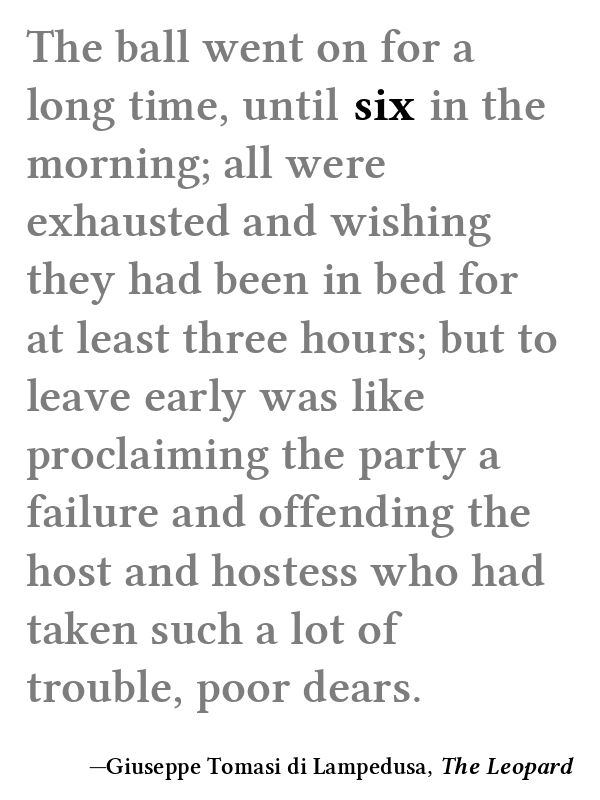 The ball went on for a
long time, until six in the
morning; all were
exhausted and wishing
they had been in bed for
at least three hours; but to
leave early was like
proclaiming the party a
failure and offending the
host and hostess who had
taken such a lot of
trouble, poor dears.
—Giuseppe Tomasi di Lampedusa, The Leopard